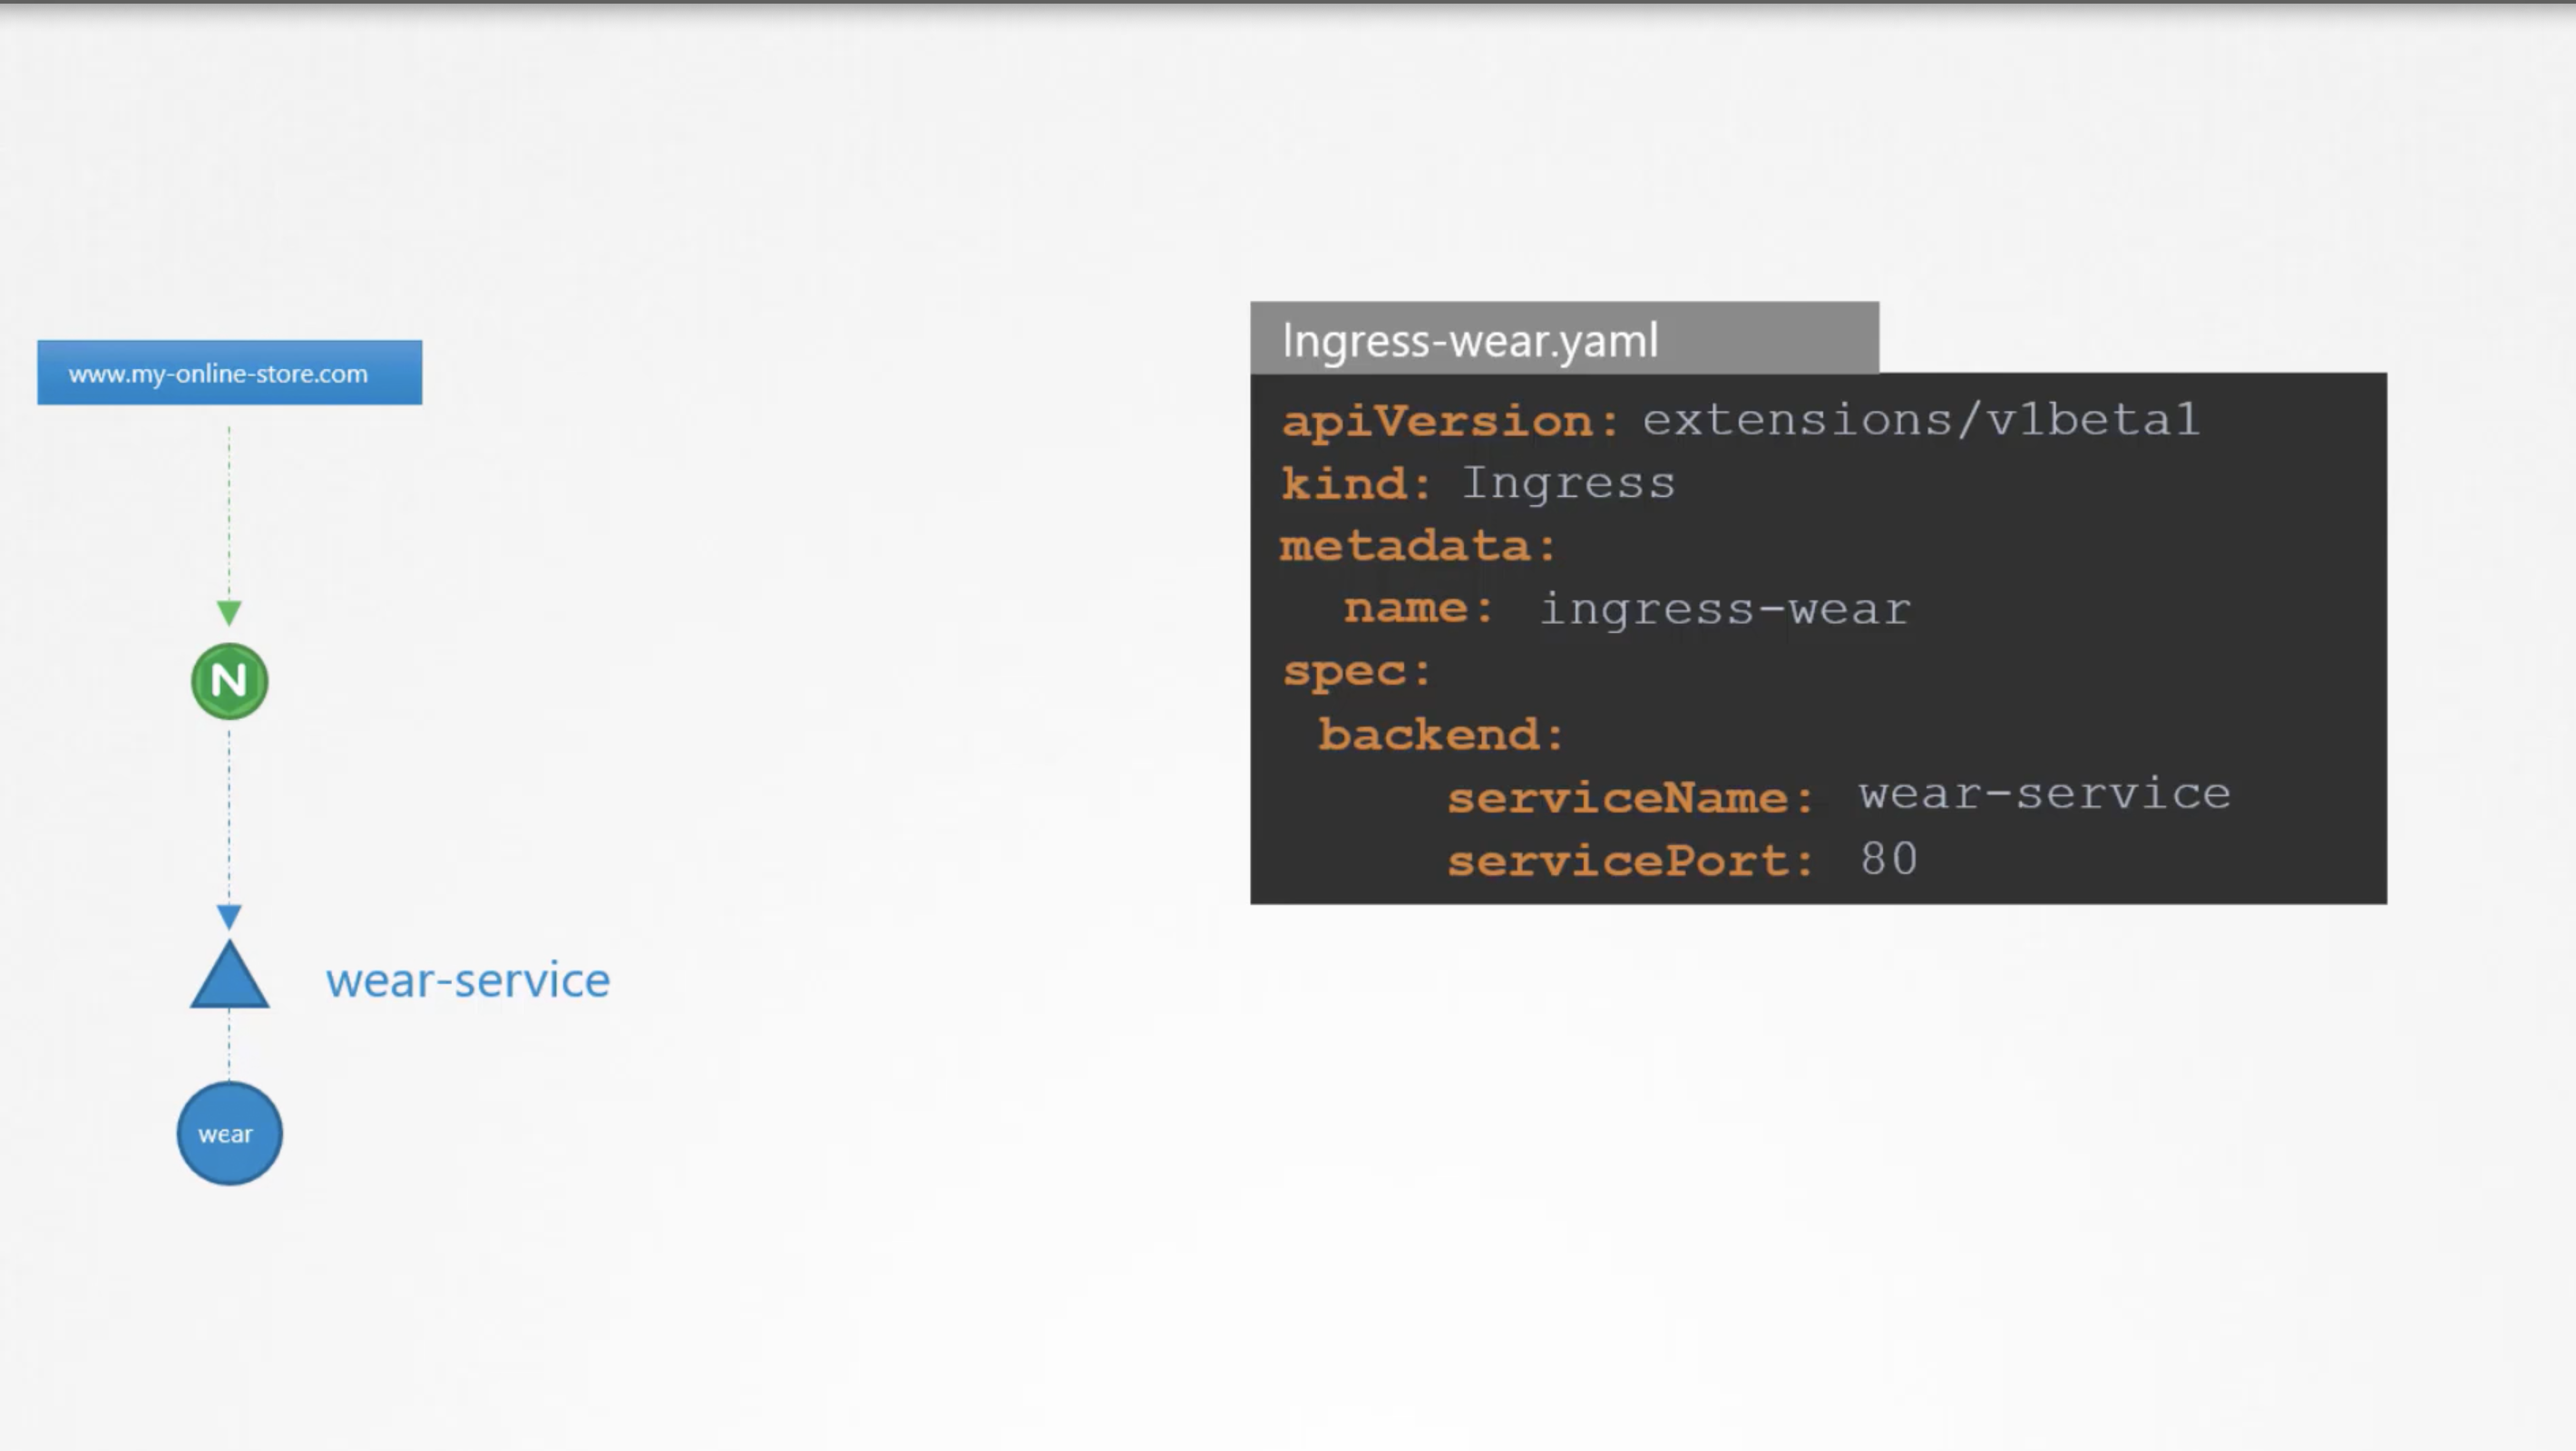 www.my-online-store.com
N
wear-service
wear
Ingress-wear.yaml
apiVersion: extensions/v1beta1
kind: Ingress
metadata:
name: ingress-wear
spec:
backend:
serviceName: wear-service
servicePort: 80